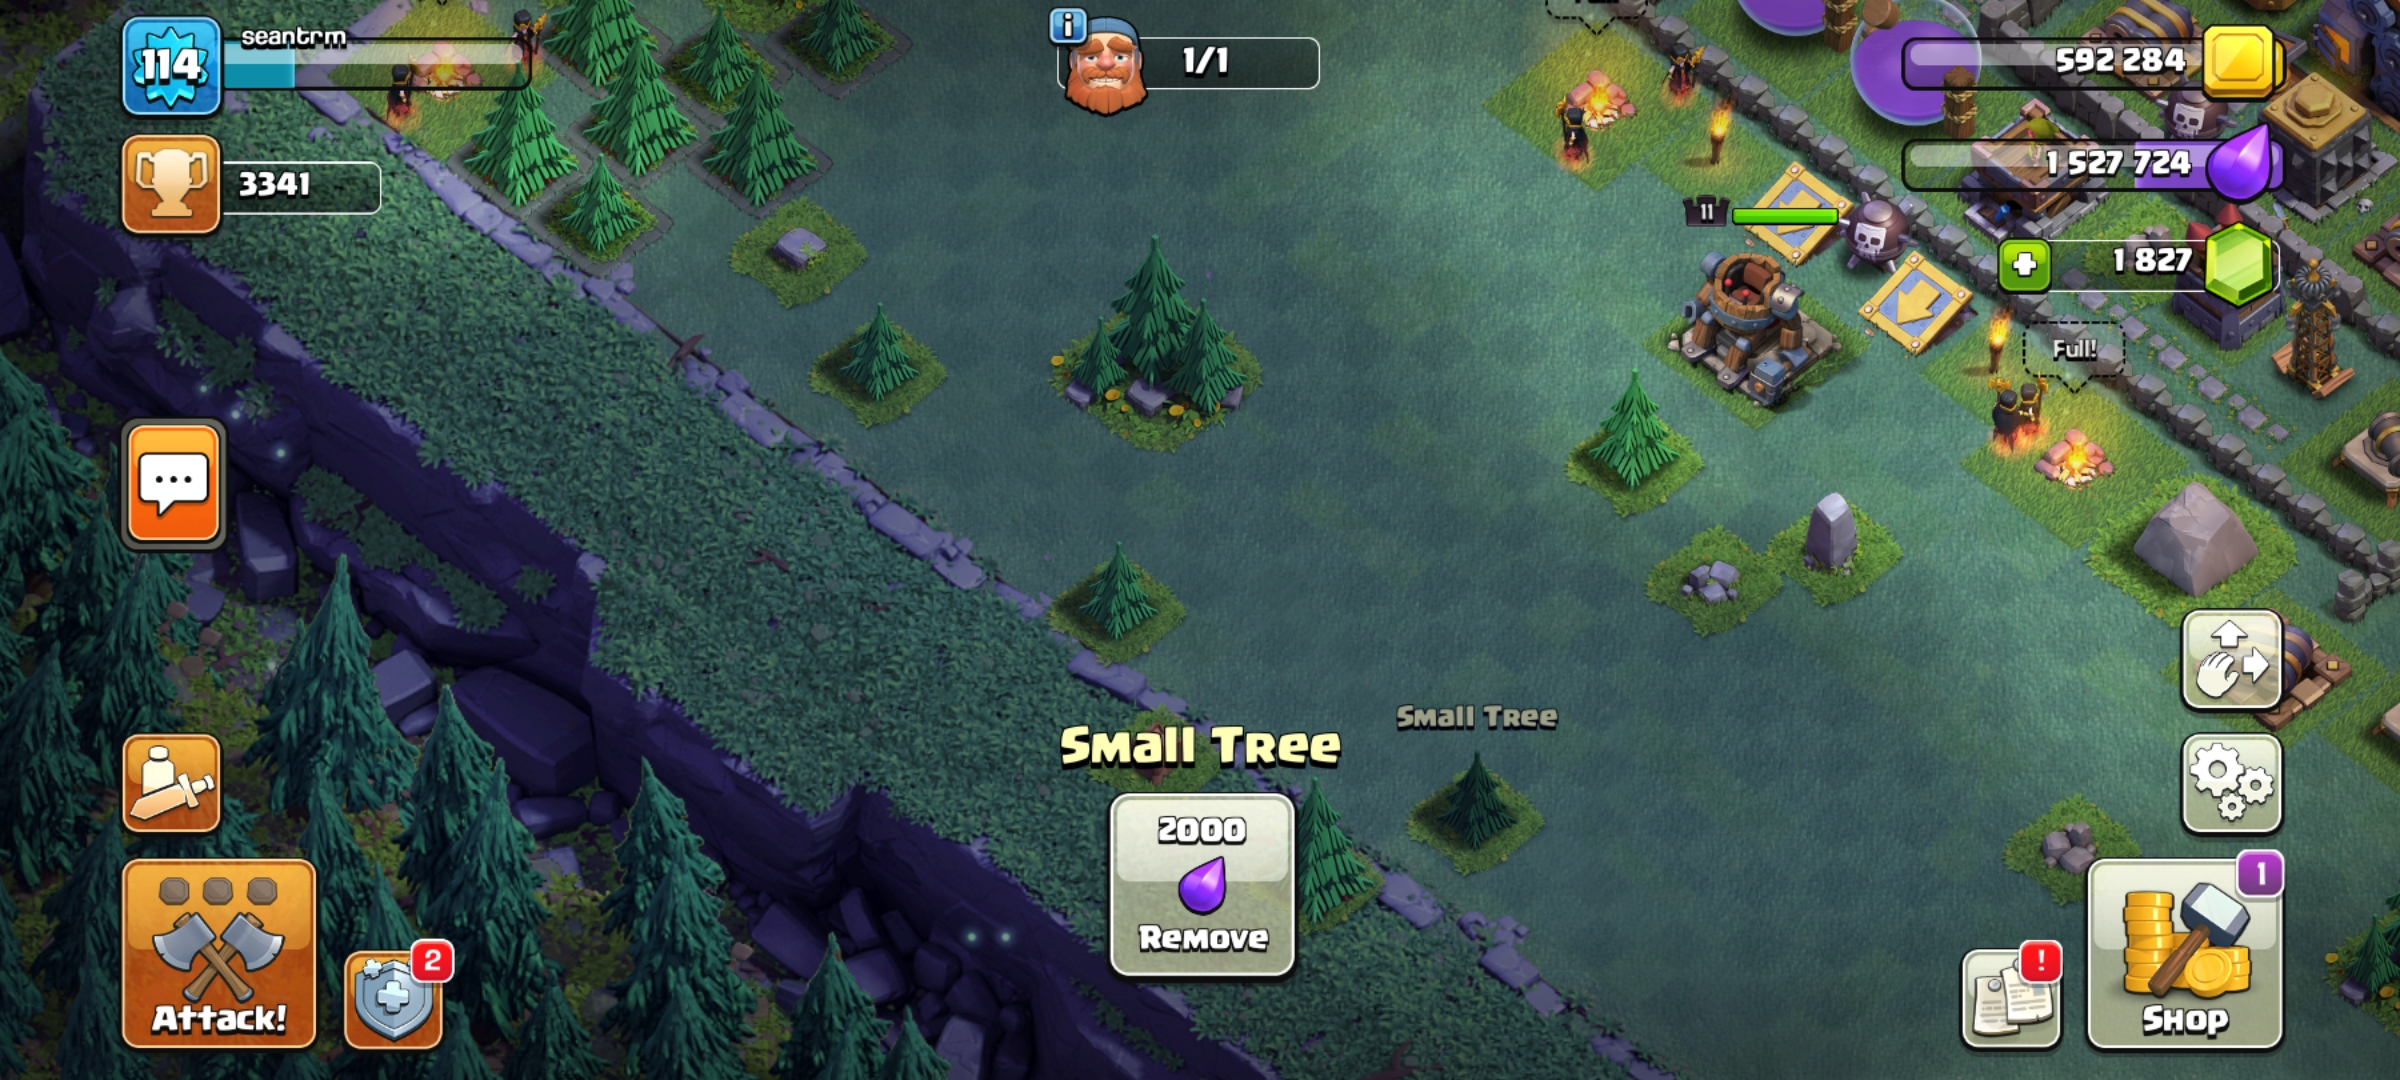 114
seantrm
i
1/1
592 284
3341
1 527 724
11
1 827
Full!
Small Tree
Small Tree
2000
Remove
1
2
!
Attack!
Shop